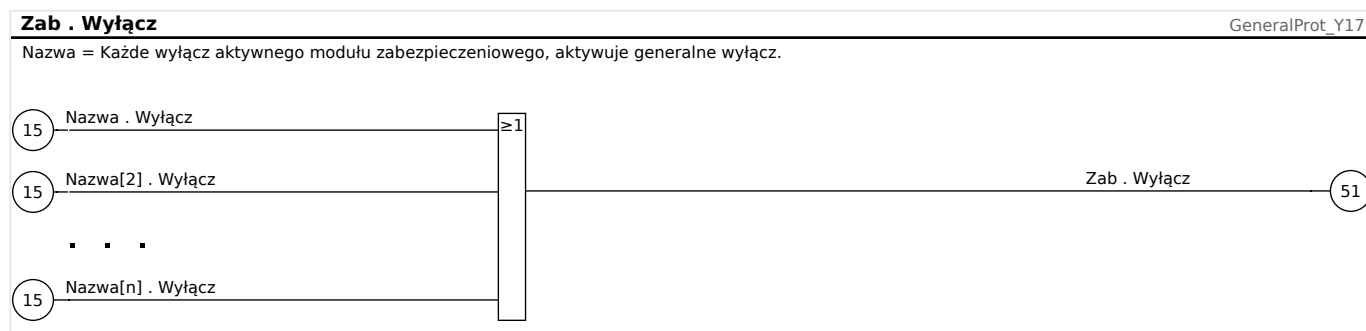 Zab . Wyłącz
GeneralProt_Y17
Nazwa = Każde wyłącz aktywnego modułu zabezpieczeniowego, aktywuje generalne wyłącz.
15 Nazwa . Wyłącz
≥1
15 Nazwa[2] . Wyłącz
Zab . Wyłącz 51
. . .
15 Nazwa[n] . Wyłącz